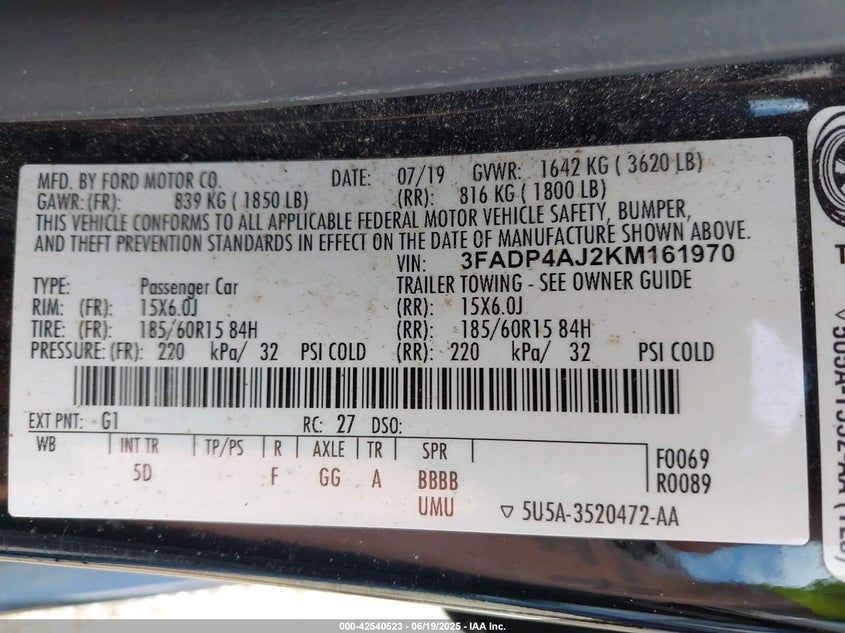 MFD. BY FORD MOTOR CO. DATE: 07/19 GVWR: 1642 KG ( 3620 LB)
GAWR: (FR): 839 KG ( 1850 LB) (RR): 816 KG ( 1800 LB)
THIS VEHICLE CONFORMS TO ALL APPLICABLE FEDERAL MOTOR VEHICLE SAFETY, BUMPER,
AND THEFT PREVENTION STANDARDS IN EFFECT ON THE DATE OF MANUFACTURE SHOWN ABOVE.
VIN: 3FADP4AJ2KM161970
TYPE: Passenger Car TRAILER TOWING - SEE OWNER GUIDE
RIM: (FR): 15X6.0J (RR): 15X6.0J
TIRE: (FR): 185/60R15 84H (RR): 185/60R15 84H
PRESSURE: (FR): 220 kPa/ 32 PSI COLD (RR): 220 kPa/ 32 PSI COLD
EXT PNT: G1 RC: 27 DSO:
WB INT TR TP/PS R AXLE TR SPR F0069
5D F GG A BBBB R0089
UMU ▽ 5U5A-3520472-AA
000-42540523 - 06/19/2025 - IAA Inc.